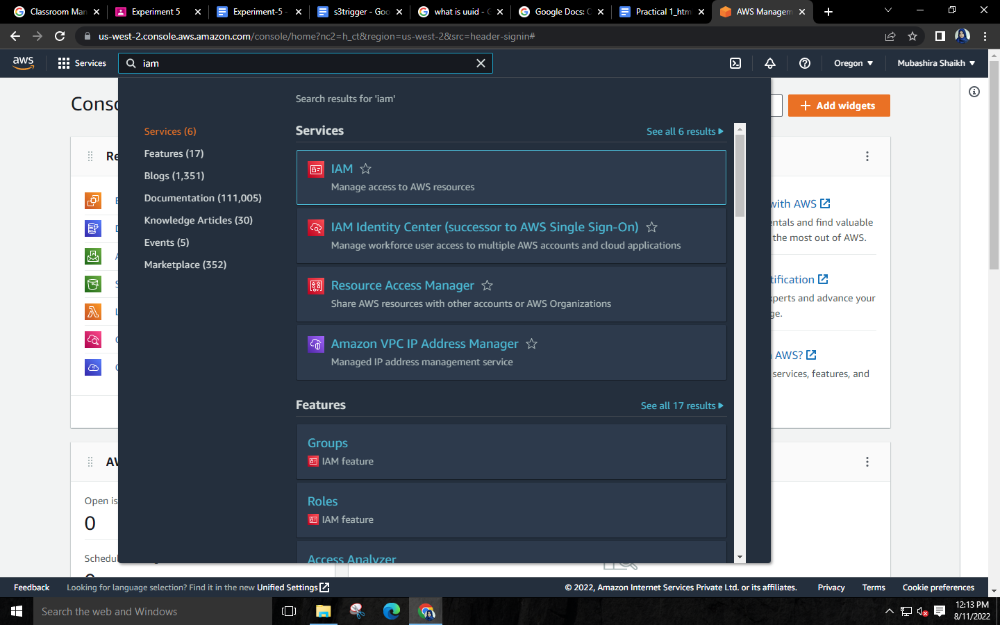 Classroom Man
Experiment 5
Experiment-5 -
s3trigger - Goo
what is uuid - G
Google Docs: C
Practical 1_htm
AWS Managem
us-west-2.console.aws.amazon.com/console/home?nc2=h_ct&region=us-west-2&src=header-signin#
aws
Services
iam
Oregon
Mubashira Shaikh
Conso
Add widgets
Search results for 'iam'
Services (6)
Features (17)
Blogs (1,351)
Documentation (111,005)
Knowledge Articles (30)
Events (5)
Marketplace (352)
Services
See all 6 results
IAM
Manage access to AWS resources
IAM Identity Center (successor to AWS Single Sign-On)
Manage workforce user access to multiple AWS accounts and cloud applications
Resource Access Manager
Share AWS resources with other accounts or AWS Organizations
Amazon VPC IP Address Manager
Managed IP address management service
Features
See all 17 results
Groups
IAM feature
Roles
IAM feature
Access Analyzer
Re
with AWS
entals and find valuable
the most out of AWS.
tification
xperts and advance your
ge.
AWS?
services, features, and
AW
Open is
0
Schedul
Feedback
Looking for language selection? Find it in the new Unified Settings
© 2022, Amazon Internet Services Private Ltd. or its affiliates.
Privacy
Terms
Cookie preferences
Search the web and Windows
12:13 PM
8/11/2022